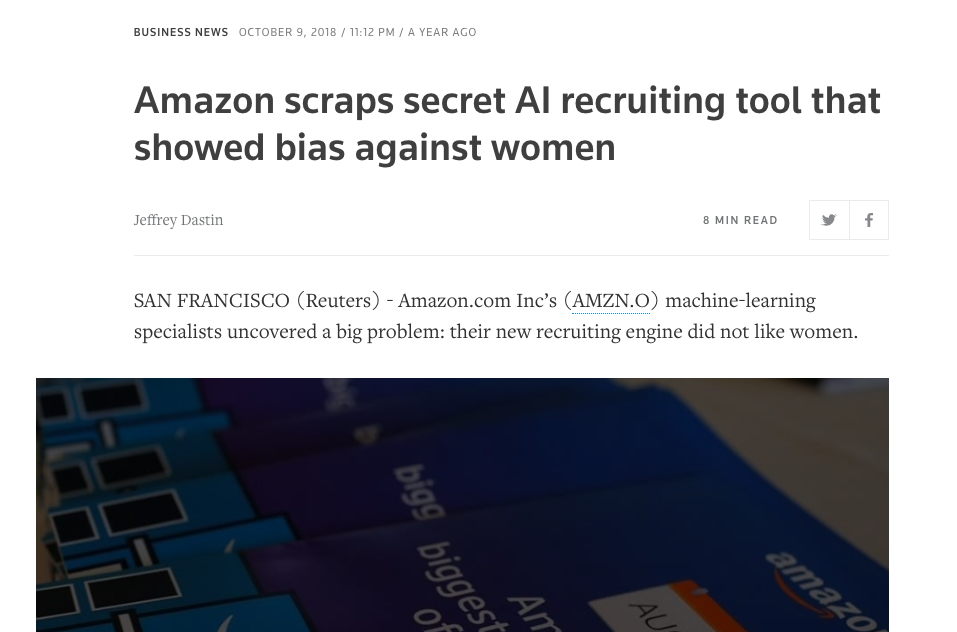 BUSINESS NEWS OCTOBER 9, 2018 / 11:12 PM / A YEAR AGO
Amazon scraps secret AI recruiting tool that
showed bias against women
Jeffrey Dastin
8 MIN READ
SAN FRANCISCO (Reuters) - Amazon.com Inc’s (AMZN.O) machine-learning
specialists uncovered a big problem: their new recruiting engine did not like women.
bigg
biggest
of
Am
AU
amazo